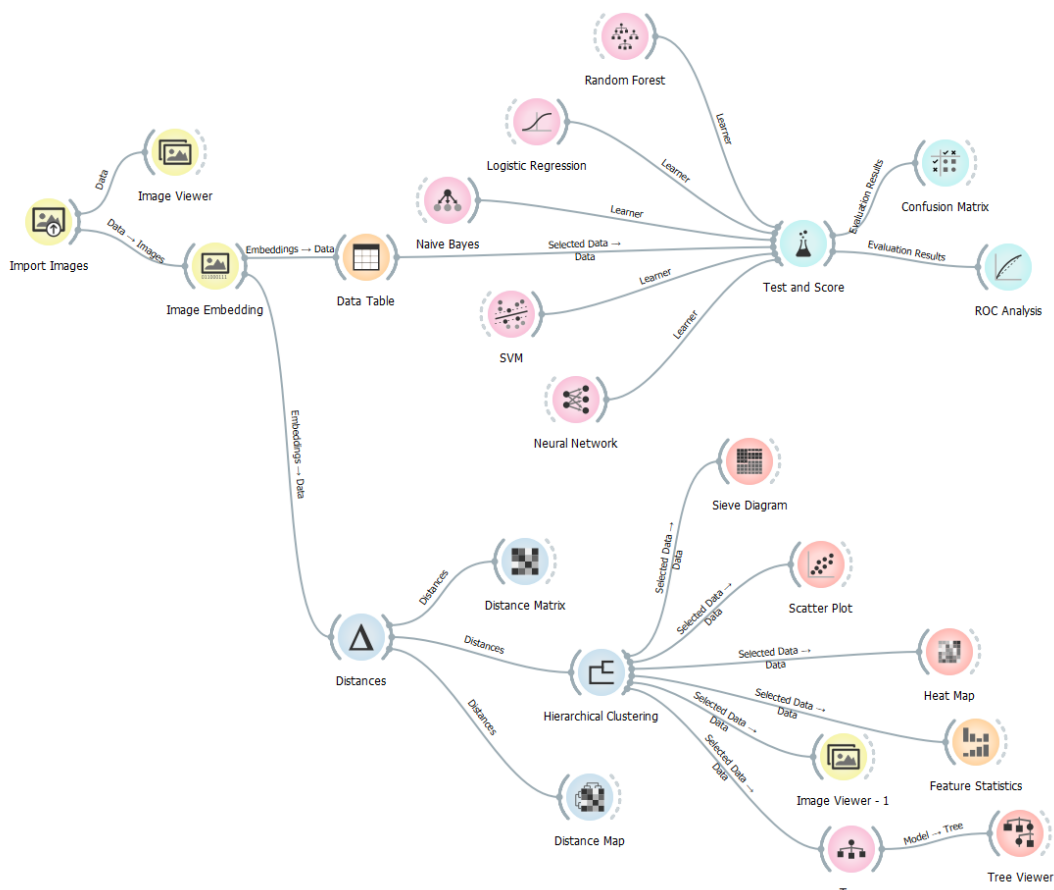 Random Forest
Learner
Logistic Regression
Learner
Data
Image Viewer
Naive Bayes
Learner
Evaluation Results
Confusion Matrix
Import Images
Data → Images
Image Embedding
Embeddings → Data
Data Table
Selected Data →
Data
Test and Score
Evaluation Results
ROC Analysis
SVM
Learner
Neural Network
Learner
Embeddings → Data
Sieve Diagram
Selected Data →
Data
Distance Matrix
Distances
Scatter Plot
Selected Data →
Data
Distances
Distances
Hierarchical Clustering
Selected Data →
Data
Heat Map
Selected Data →
Data
Feature Statistics
Selected Data →
Data
Image Viewer - 1
Distances
Distance Map
Selected Data →
Data
Model → Tree
Tree Viewer